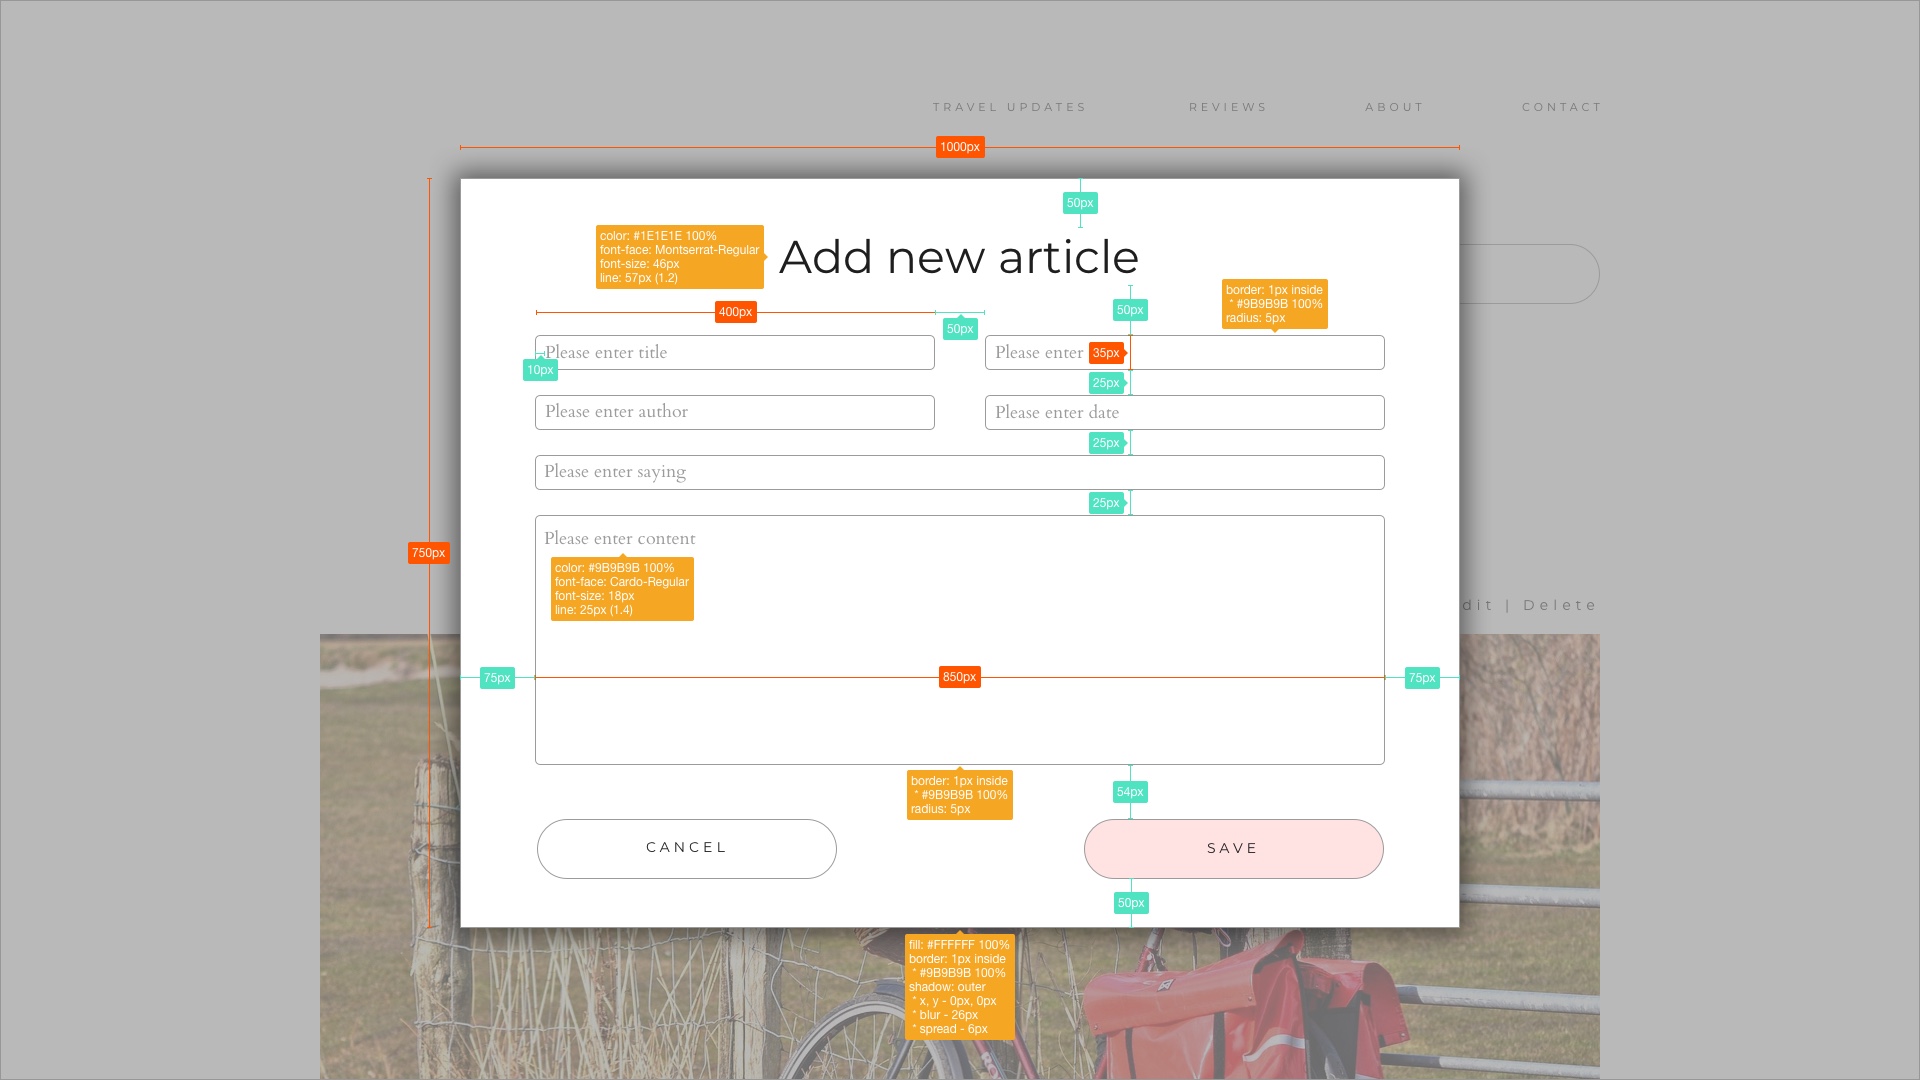 TRAVEL UPDATES REVIEWS ABOUT CONTACT
1000px
50px
color: #1E1E1E 100%
font-face: Montserrat-Regular
font-size: 46px
line: 57px (1.2)
Add new article
border: 1px inside
* #9B9B9B 100%
radius: 5px
400px
50px
50px
Please enter title
Please enter
35px
10px
25px
Please enter author
Please enter date
25px
Please enter saying
25px
Please enter content
750px
color: #9B9B9B 100%
font-face: Cardo-Regular
font-size: 18px
line: 25px (1.4)
dit | Delete
75px
850px
75px
border: 1px inside
* #9B9B9B 100%
radius: 5px
54px
CANCEL
SAVE
50px
fill: #FFFFFF 100%
border: 1px inside
* #9B9B9B 100%
shadow: outer
* x, y - 0px, 0px
* blur - 26px
* spread - 6px